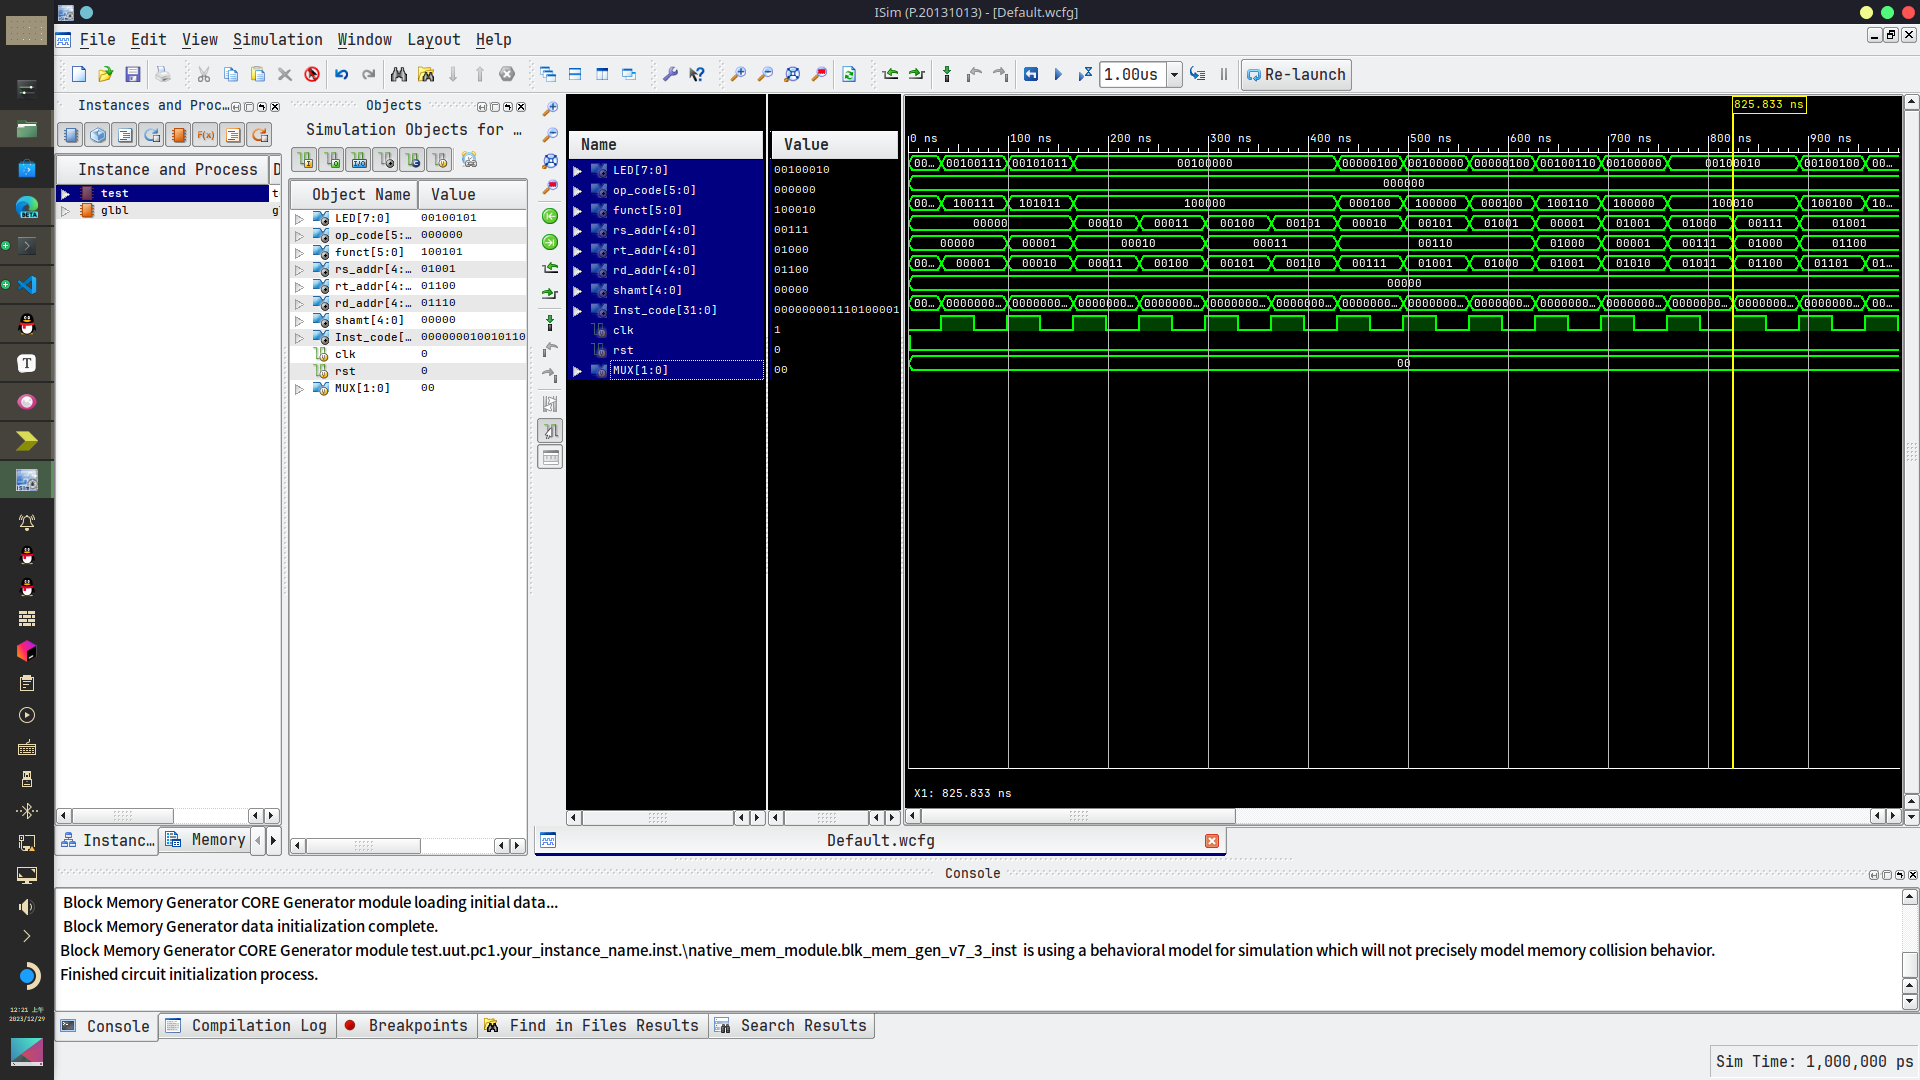 ISim (P.20131013) - [Default.wcfg]
File Edit View Simulation Window Layout Help
1.00us Re-launch
Instances and Proc...
Instance and Process D
test t
glbl g
Instanc... Memory
Objects
Simulation Objects for ...
Object Name Value
LED[7:0] 00100101
op_code[5:... 000000
funct[5:0] 100101
rs_addr[4:... 01001
rt_addr[4:... 01100
rd_addr[4:... 01110
shamt[4:0] 00000
Inst_code[... 000000010010110
clk 0
rst 0
MUX[1:0] 00
Name Value
LED[7:0] 00100010
op_code[5:0] 000000
funct[5:0] 100010
rs_addr[4:0] 00111
rt_addr[4:0] 01000
rd_addr[4:0] 01100
shamt[4:0] 00000
Inst_code[31:0] 000000001110100001
clk 1
rst 0
MUX[1:0] 00
825.833 ns
0 ns 100 ns 200 ns 300 ns 400 ns 500 ns 600 ns 700 ns 800 ns 900 ns
00... 00100111 00101011 00100000 00000100 00100000 00000100 00100110 00100000 00100010 00100100 00...
000000
00... 100111 101011 100000 000100 100000 000100 100110 100000 100010 100100 10...
00000 00010 00011 00100 00101 00010 00101 00101 00001 01001 01000 00111 01001
00000 00001 00010 00011 00110 01000 00001 00111 01000 01100
00... 00001 00010 00011 00100 00101 00110 00111 01001 01000 01001 01001 01010 01011 01100 01101 01...
00000
00... 0000000... 0000000... 0000000... 0000000... 0000000... 0000000... 0000000... 0000000... 0000000... 0000000... 0000000... 0000000... 0000000... 0000000... 00...
00
X1: 825.833 ns
Default.wcfg
Console
Block Memory Generator CORE Generator module loading initial data...
Block Memory Generator data initialization complete.
Block Memory Generator CORE Generator module test.uut.pc1.your_instance_name.inst.\native_mem_module.blk_mem_gen_v7_3_inst is using a behavioral model for simulation which will not precisely model memory collision behavior.
Finished circuit initialization process.
Console Compilation Log Breakpoints Find in Files Results Search Results
Sim Time: 1,000,000 ps
12:21 上午
2023/12/29
BETA
T
F(x)
ISim